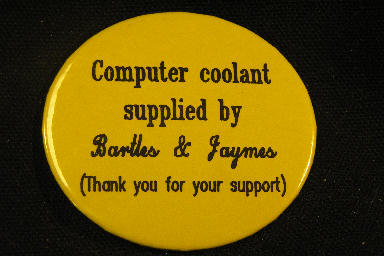 Computer coolant
supplied by
Bartles & Jaymes
(Thank you for your support)